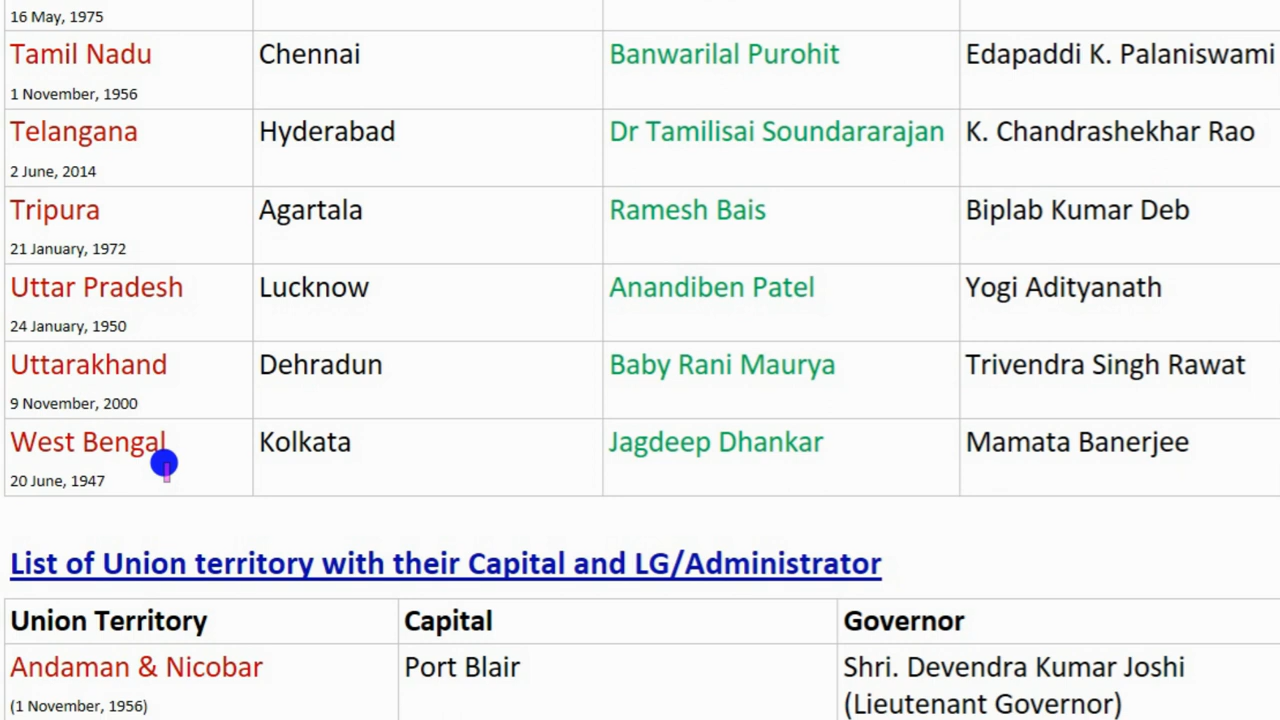 16 May, 1975
Tamil Nadu Chennai Banwarilal Purohit Edapaddi K. Palaniswami
1 November, 1956
Telangana Hyderabad Dr Tamilisai Soundararajan K. Chandrashekhar Rao
2 June, 2014
Tripura Agartala Ramesh Bais Biplab Kumar Deb
21 January, 1972
Uttar Pradesh Lucknow Anandiben Patel Yogi Adityanath
24 January, 1950
Uttarakhand Dehradun Baby Rani Maurya Trivendra Singh Rawat
9 November, 2000
West Bengal Kolkata Jagdeep Dhankar Mamata Banerjee
20 June, 1947
List of Union territory with their Capital and LG/Administrator
Union Territory Capital Governor
Andaman & Nicobar Port Blair Shri. Devendra Kumar Joshi
(1 November, 1956) (Lieutenant Governor)